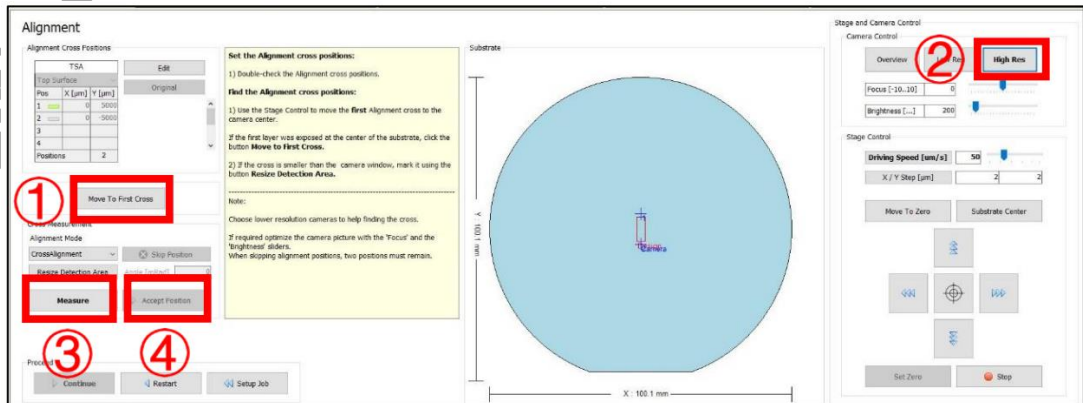 Alignment
Alignment Cross Positions
TSA
Top Surface
Pos X [µm] Y [µm]
1 0 5000
2 0 -5000
3
4
Positions 2
Edit
Original
①
Move To First Cross
Cross Measurement
Alignment Mode
CrossAlignment
Skip Position
Resize Detection Area
Angle [mRad] 0
Measure
Accept Position
③
④
Proceed
Continue
Restart
Setup Job
Set the Alignment cross positions:
1) Double-check the Alignment cross positions.
Find the Alignment cross positions:
1) Use the Stage Control to move the first Alignment cross to the
camera center.
If the first layer was exposed at the center of the substrate, click the
button Move to First Cross.
2) If the cross is smaller than the camera window, mark it using the
button Resize Detection Area.
Note:
Choose lower resolution cameras to help finding the cross.
If required optimize the camera picture with the 'Focus' and the
'Brightness' sliders.
When skipping alignment positions, two positions must remain.
Substrate
Y : 100.1 mm
Camera
X : 100.1 mm
Stage and Camera Control
Camera Control
Overview
②
Res
High Res
Focus [-10..10] 0
Brightness [...] 200
Stage Control
Driving Speed [um/s] 50
X / Y Step [µm] 2 2
Move To Zero
Substrate Center
Set Zero
Stop